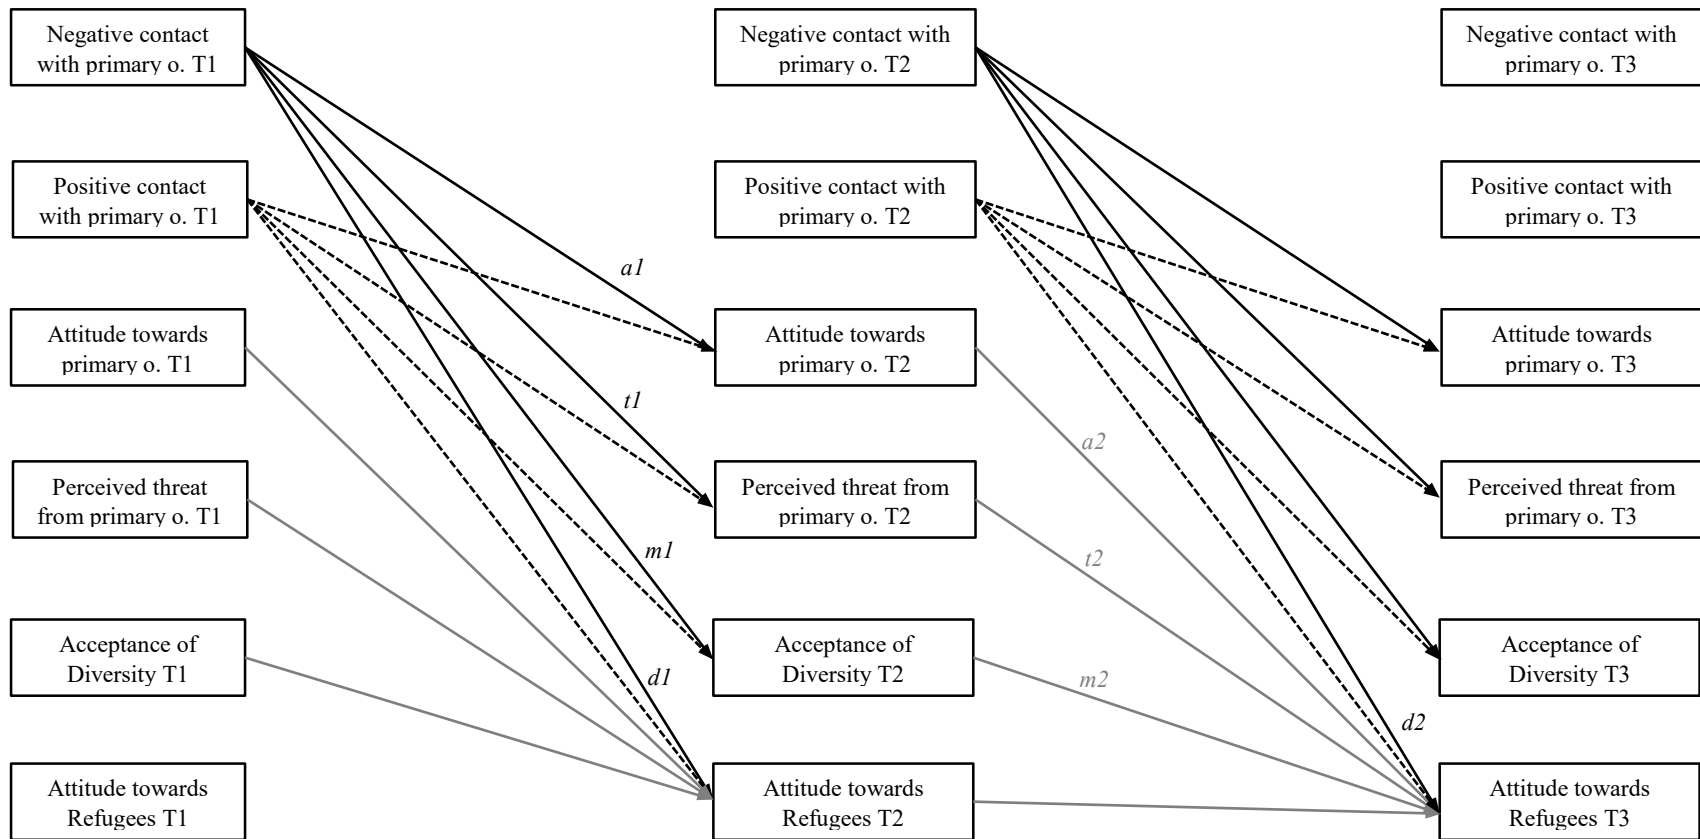 Negative contact
with primary o. T1
Negative contact with
primary o. T2
Negative contact with
primary o. T3
Positive contact
with primary o. T1
Positive contact with
primary o. T2
Positive contact with
primary o. T3
a1
Attitude towards
primary o. T1
Attitude towards
primary o. T2
Attitude towards
primary o. T3
t1
a2
Perceived threat
from primary o. T1
Perceived threat from
primary o. T2
Perceived threat from
primary o. T3
m1
t2
Acceptance of
Diversity T1
Acceptance of
Diversity T2
Acceptance of
Diversity T3
d1
m2
d2
Attitude towards
Refugees T1
Attitude towards
Refugees T2
Attitude towards
Refugees T3